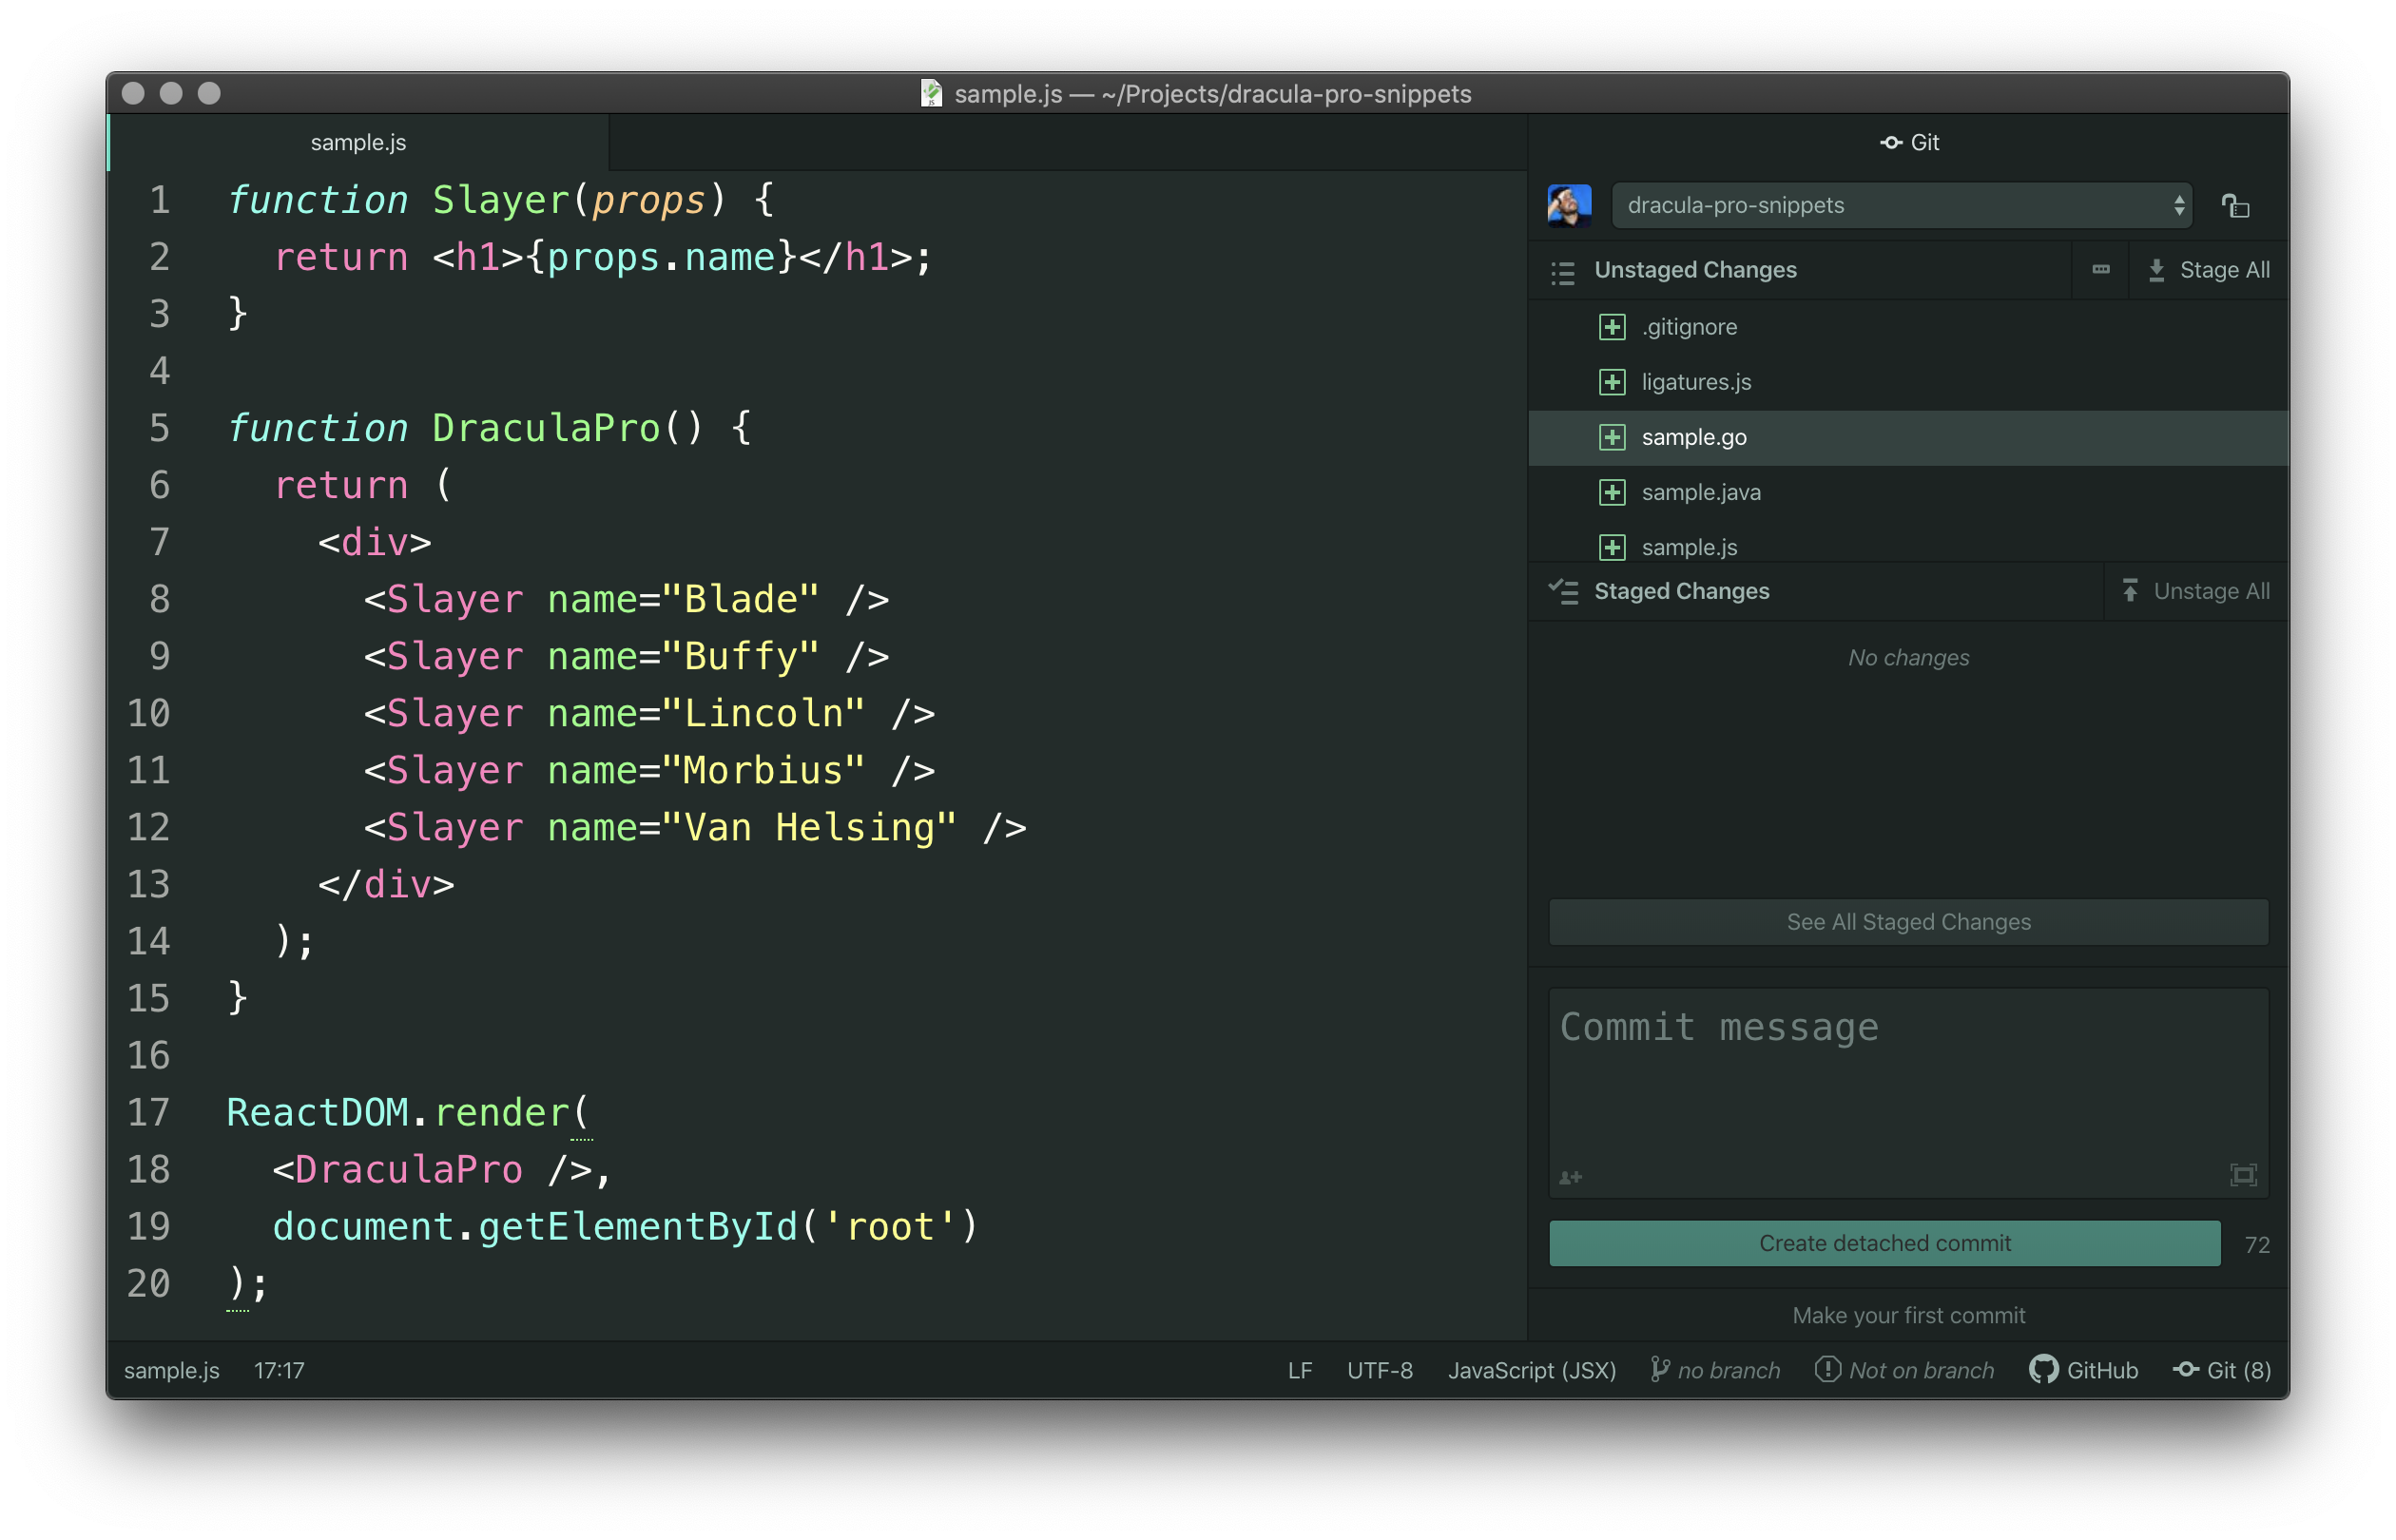 sample.js — ~/Projects/dracula-pro-snippets
sample.js
1 function Slayer(props) {
2   return <h1>{props.name}</h1>;
3 }
4
5 function DraculaPro() {
6   return (
7     <div>
8       <Slayer name="Blade" />
9       <Slayer name="Buffy" />
10       <Slayer name="Lincoln" />
11       <Slayer name="Morbius" />
12       <Slayer name="Van Helsing" />
13     </div>
14   );
15 }
16
17 ReactDOM.render(
18   <DraculaPro />,
19   document.getElementById('root')
20 );
Git
dracula-pro-snippets
Unstaged Changes
Stage All
.gitignore
ligatures.js
sample.go
sample.java
sample.js
Staged Changes
Unstage All
No changes
See All Staged Changes
Commit message
Create detached commit
72
Make your first commit
sample.js 17:17 LF UTF-8 JavaScript (JSX) no branch Not on branch GitHub Git (8)